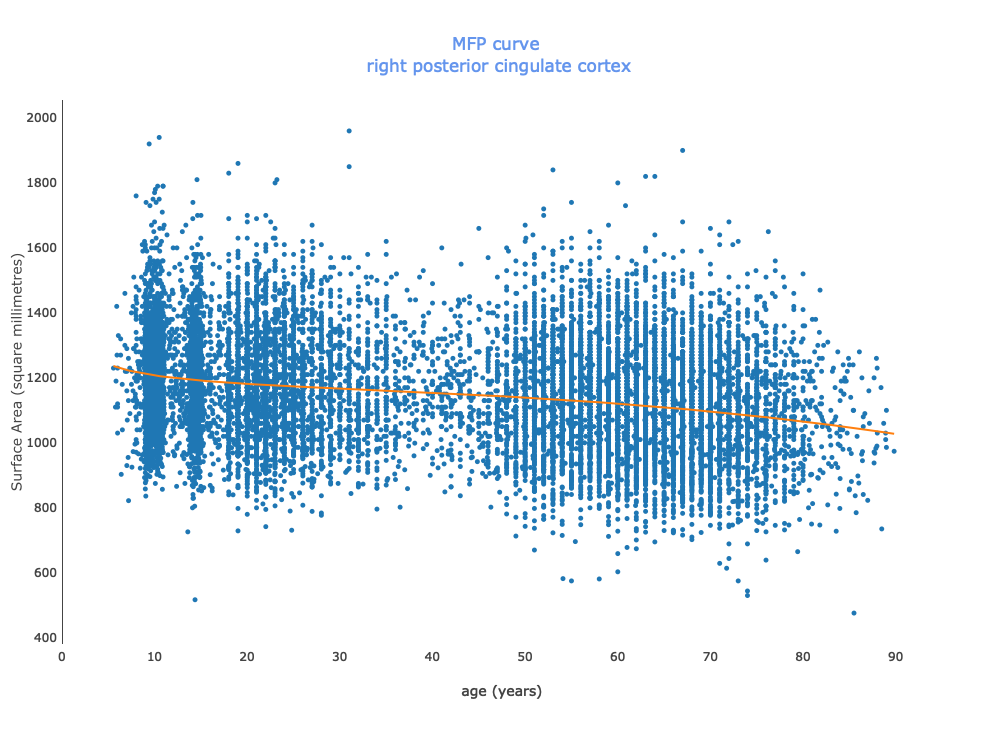 MFP curve
right posterior cingulate cortex
Surface Area (square millimetres)
2000
1800
1600
1400
1200
1000
800
600
400
0 10 20 30 40 50 60 70 80 90
age (years)